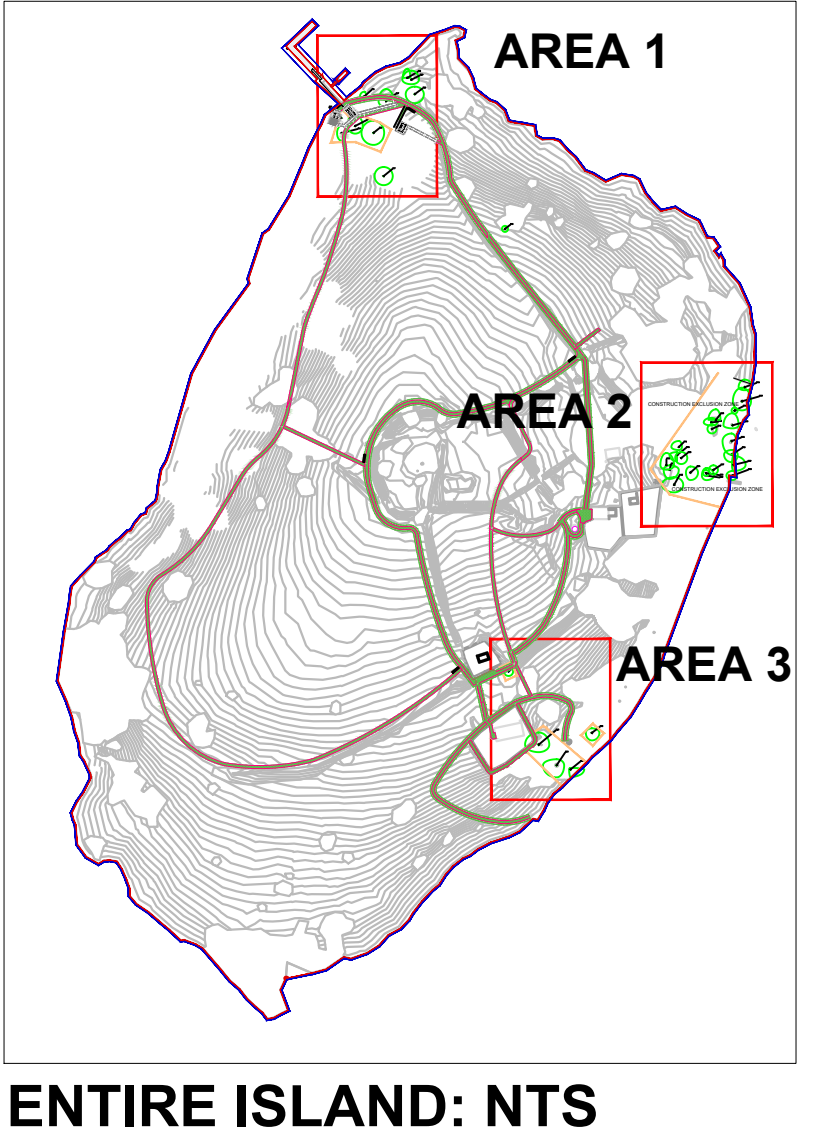 AREA 1
AREA 2
CONSTRUCTION EXCLUSION ZONE
CONSTRUCTION EXCLUSION ZONE
AREA 3
ENTIRE ISLAND: NTS